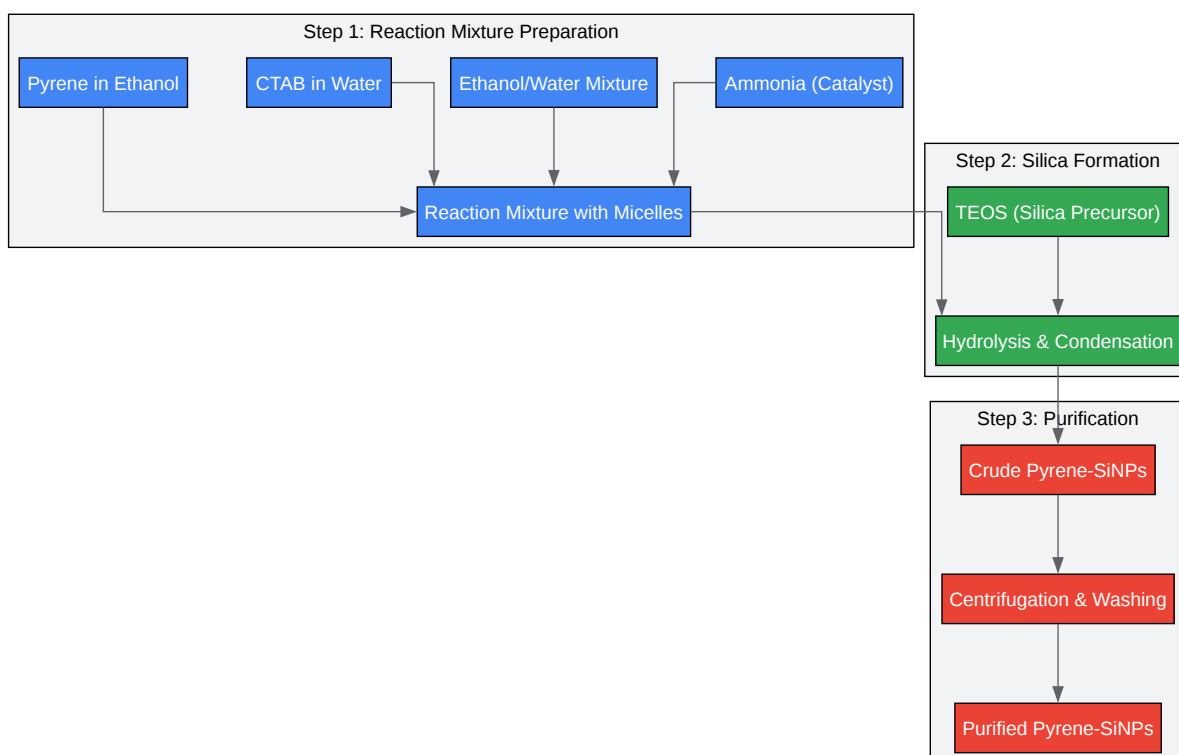 Step 1: Reaction Mixture Preparation
Pyrene in Ethanol
CTAB in Water
Ethanol/Water Mixture
Ammonia (Catalyst)
Reaction Mixture with Micelles
Step 2: Silica Formation
TEOS (Silica Precursor)
Hydrolysis & Condensation
Step 3: Purification
Crude Pyrene-SiNPs
Centrifugation & Washing
Purified Pyrene-SiNPs